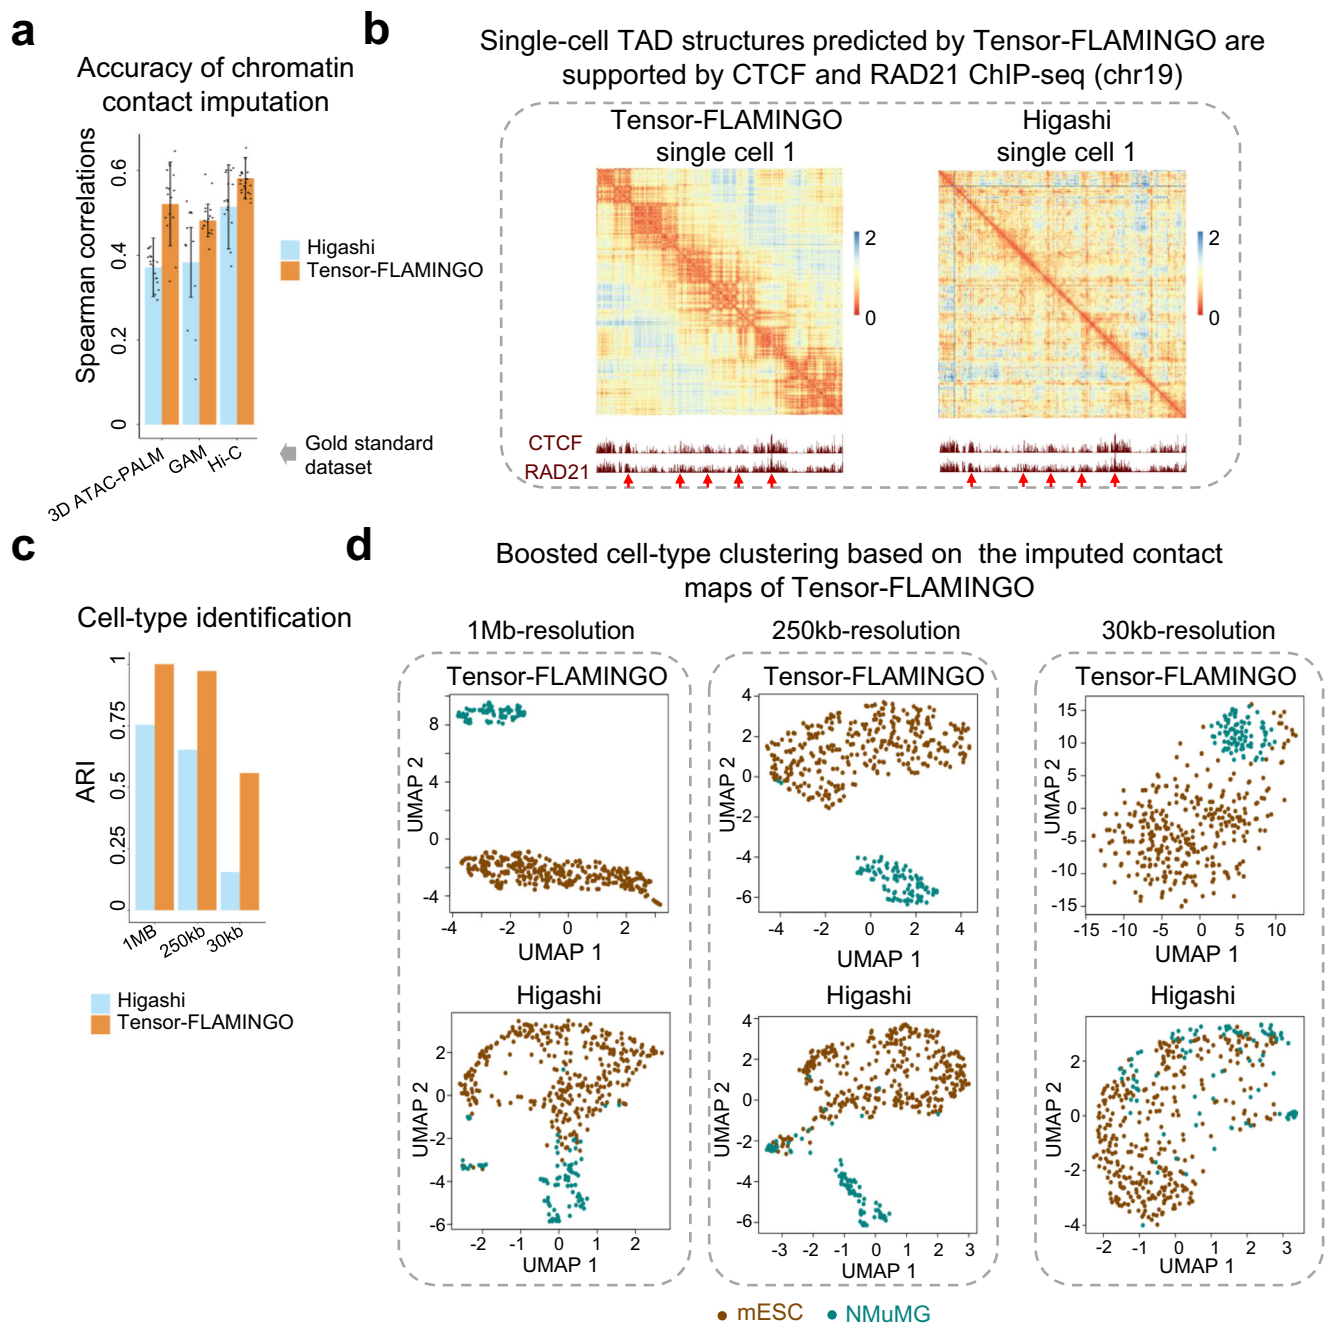 a
Accuracy of chromatin
contact imputation
Spearman correlations
0
0.2
0.4
0.6
3D ATAC-PALM
GAM
Hi-C
Higashi
Tensor-FLAMINGO
Gold standard
dataset
b
Single-cell TAD structures predicted by Tensor-FLAMINGO are
supported by CTCF and RAD21 ChIP-seq (chr19)
Tensor-FLAMINGO
single cell 1
2
0
Higashi
single cell 1
2
0
CTCF
RAD21
c
Cell-type identification
ARI
0
0.25
0.5
0.75
1
1MB
250kb
30kb
Higashi
Tensor-FLAMINGO
d
Boosted cell-type clustering based on the imputed contact
maps of Tensor-FLAMINGO
1Mb-resolution
250kb-resolution
30kb-resolution
Tensor-FLAMINGO
UMAP 2
8
4
0
-4
-4 -2 0 2
UMAP 1
Tensor-FLAMINGO
UMAP 2
4
2
0
-2
-4
-6
-4 -2 0 2 4
UMAP 1
Tensor-FLAMINGO
UMAP 2
15
10
5
0
-5
-10
-15
-15 -10 -5 0 5 10
UMAP 1
Higashi
UMAP 2
2
0
-2
-4
-6
-2 -1 0 1 2
UMAP 1
Higashi
UMAP 2
4
2
0
-2
-4
-6
-3 -2 -1 0 1 2 3
UMAP 1
Higashi
UMAP 2
2
0
-2
-4
-2 -1 0 1 2 3
UMAP 1
mESC
NMuMG